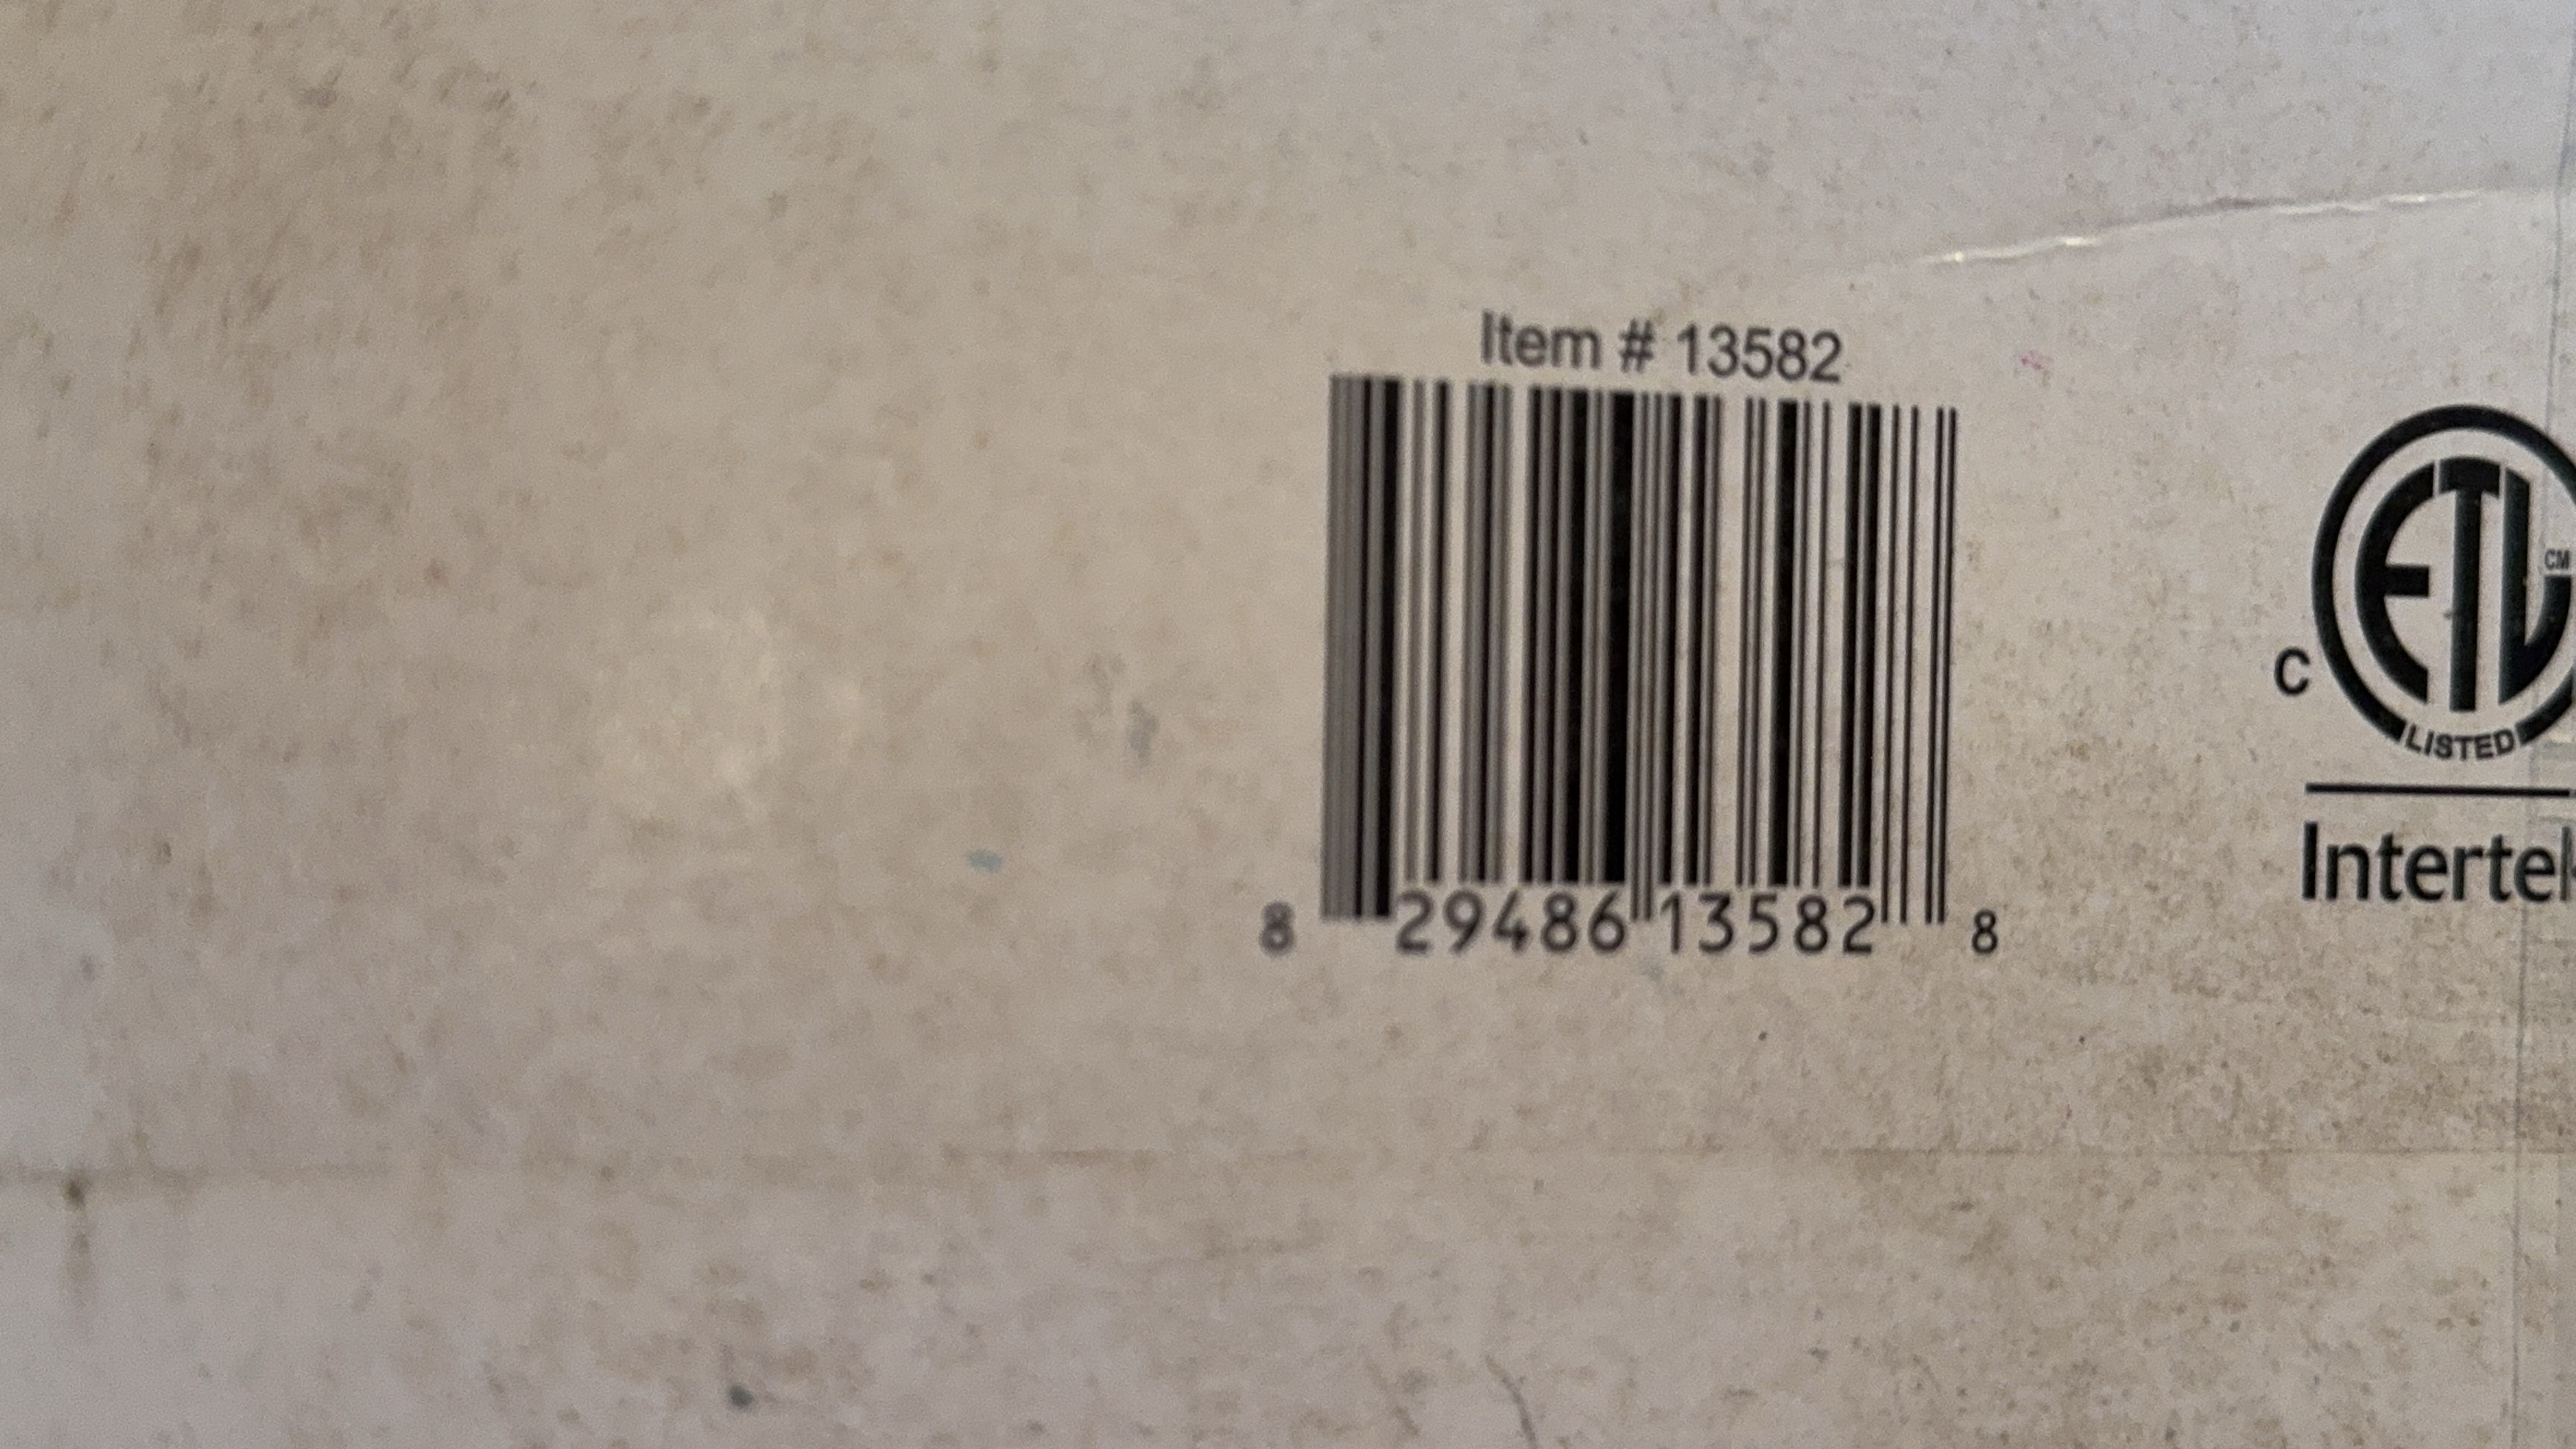 Item # 13582
8 29486 13582 8
ETL CM
C
LISTED
Intertek